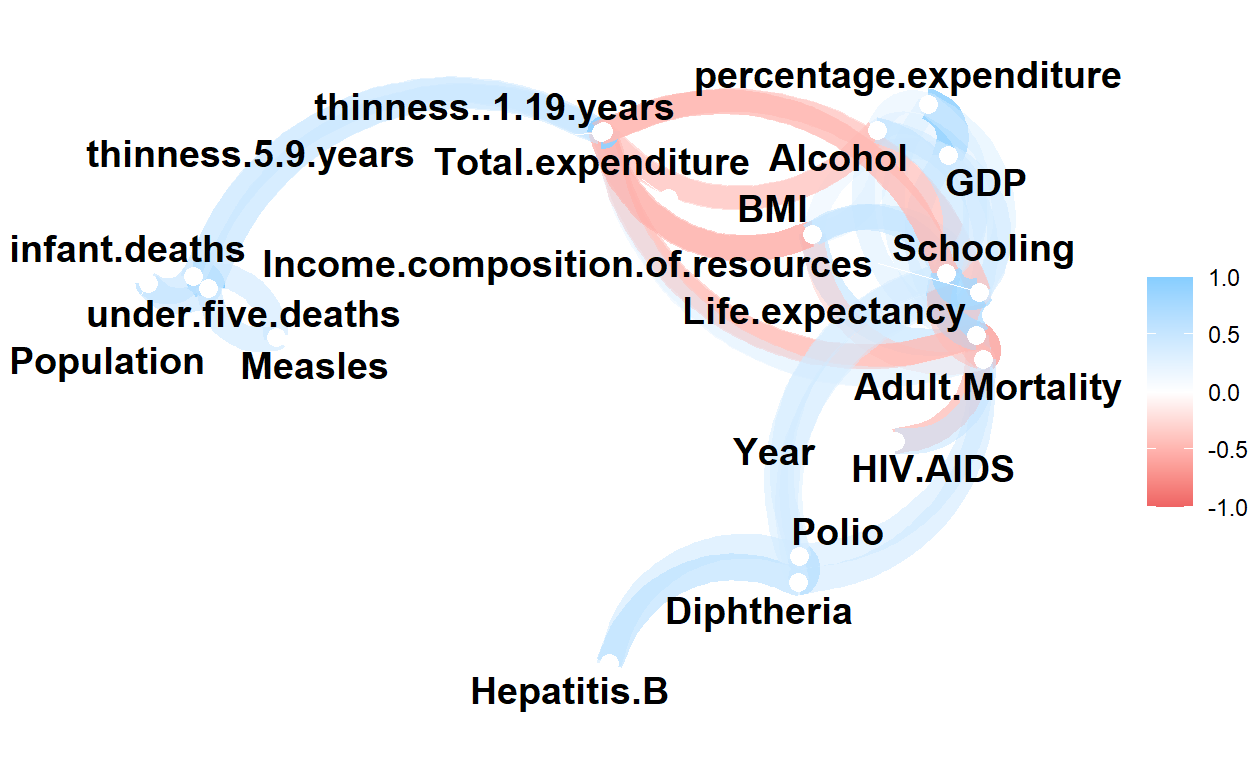 percentage.expenditure
thinness..1.19.years
thinness.5.9.years
Total.expenditure
Alcohol
GDP
BMI
infant.deaths
Income.composition.of.resources
Schooling
1.0
under.five.deaths
Life.expectancy
0.5
Population
Measles
Adult.Mortality
0.0
Year
HIV.AIDS
-0.5
-1.0
Polio
Diphtheria
Hepatitis.B